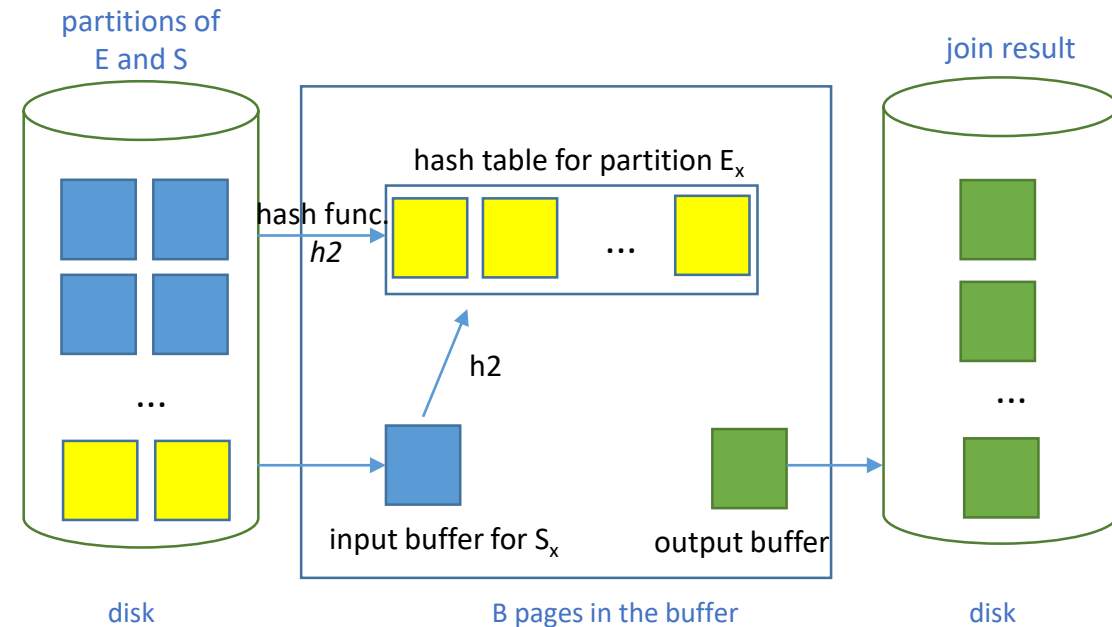 partitions of
E and S
join result
hash table for partition Eₓ
hash func.
h2
...
h2
...
...
input buffer for Sₓ
output buffer
disk
B pages in the buffer
disk